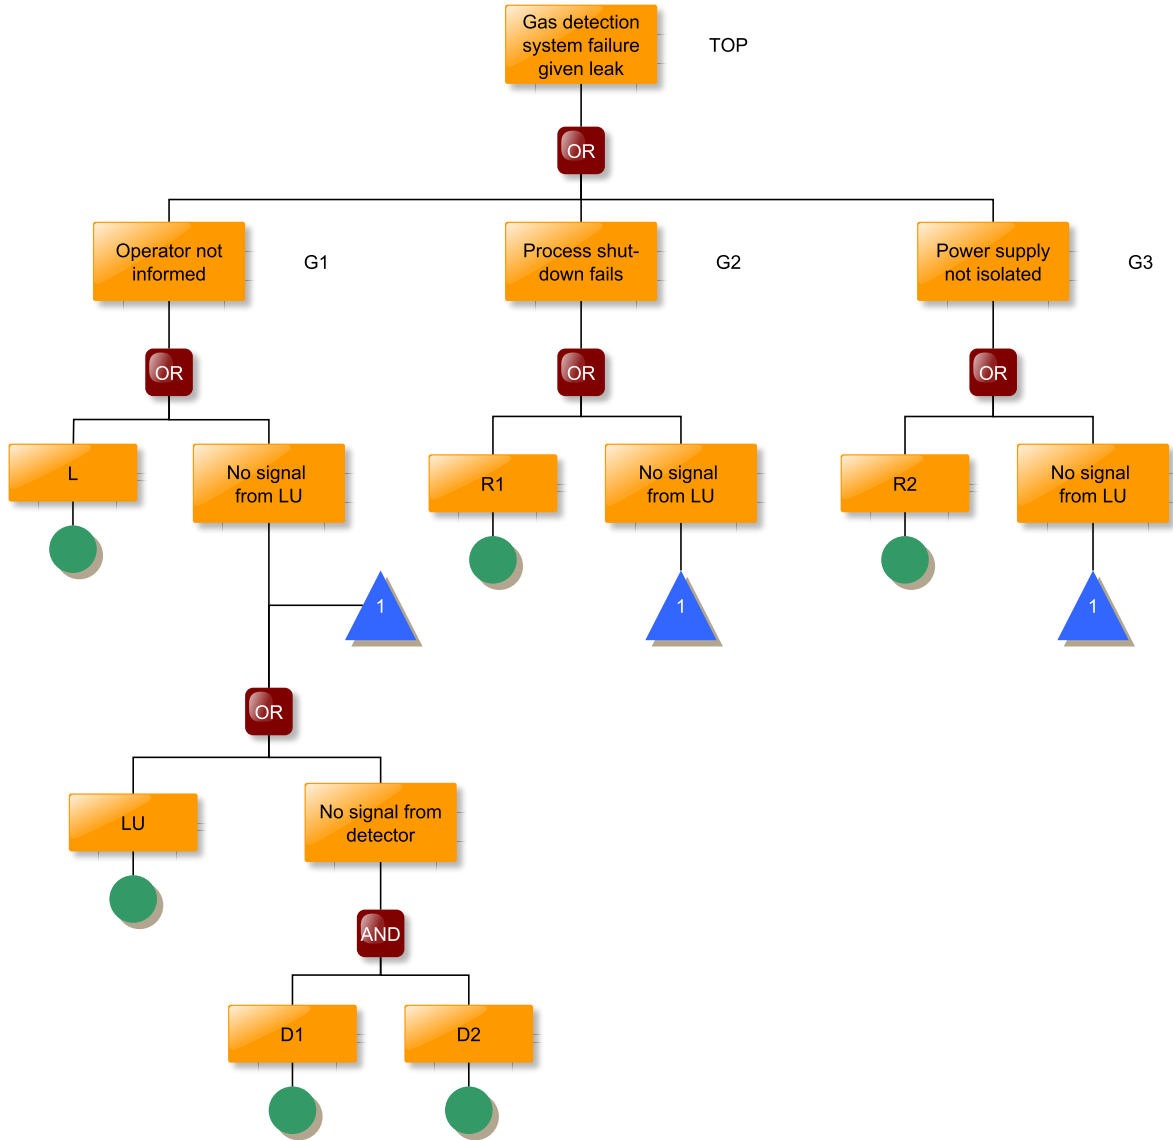 Gas detection
system failure
given leak
TOP
OR
Operator not
informed
G1
Process shut-
down fails
G2
Power supply
not isolated
G3
OR
OR
OR
L
No signal
from LU
R1
No signal
from LU
R2
No signal
from LU
1
1
1
OR
LU
No signal from
detector
AND
D1
D2